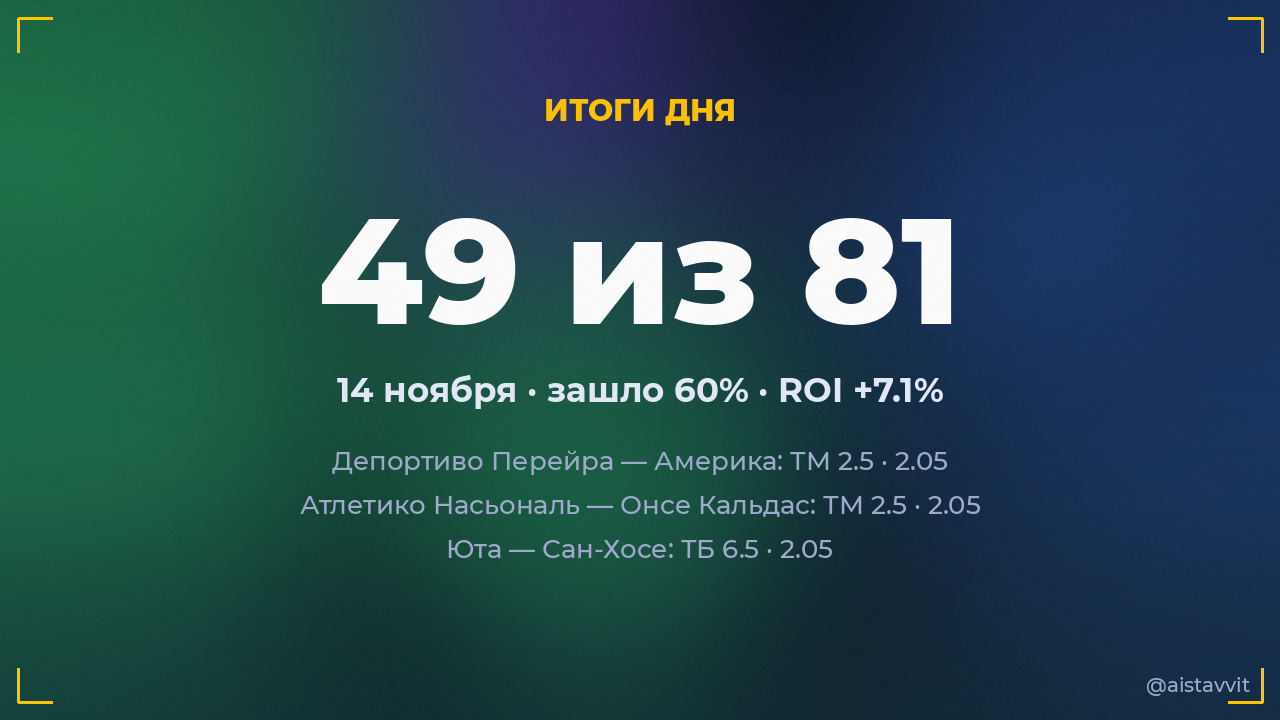 ИТОГИ ДНЯ
49 из 81
14 ноября · зашло 60% · ROI +7.1%
Депортиво Перейра — Америка: ТМ 2.5 · 2.05
Атлетико Насьональ — Онсе Кальдас: ТМ 2.5 · 2.05
Юта — Сан-Хосе: ТБ 6.5 · 2.05
@aistavvit